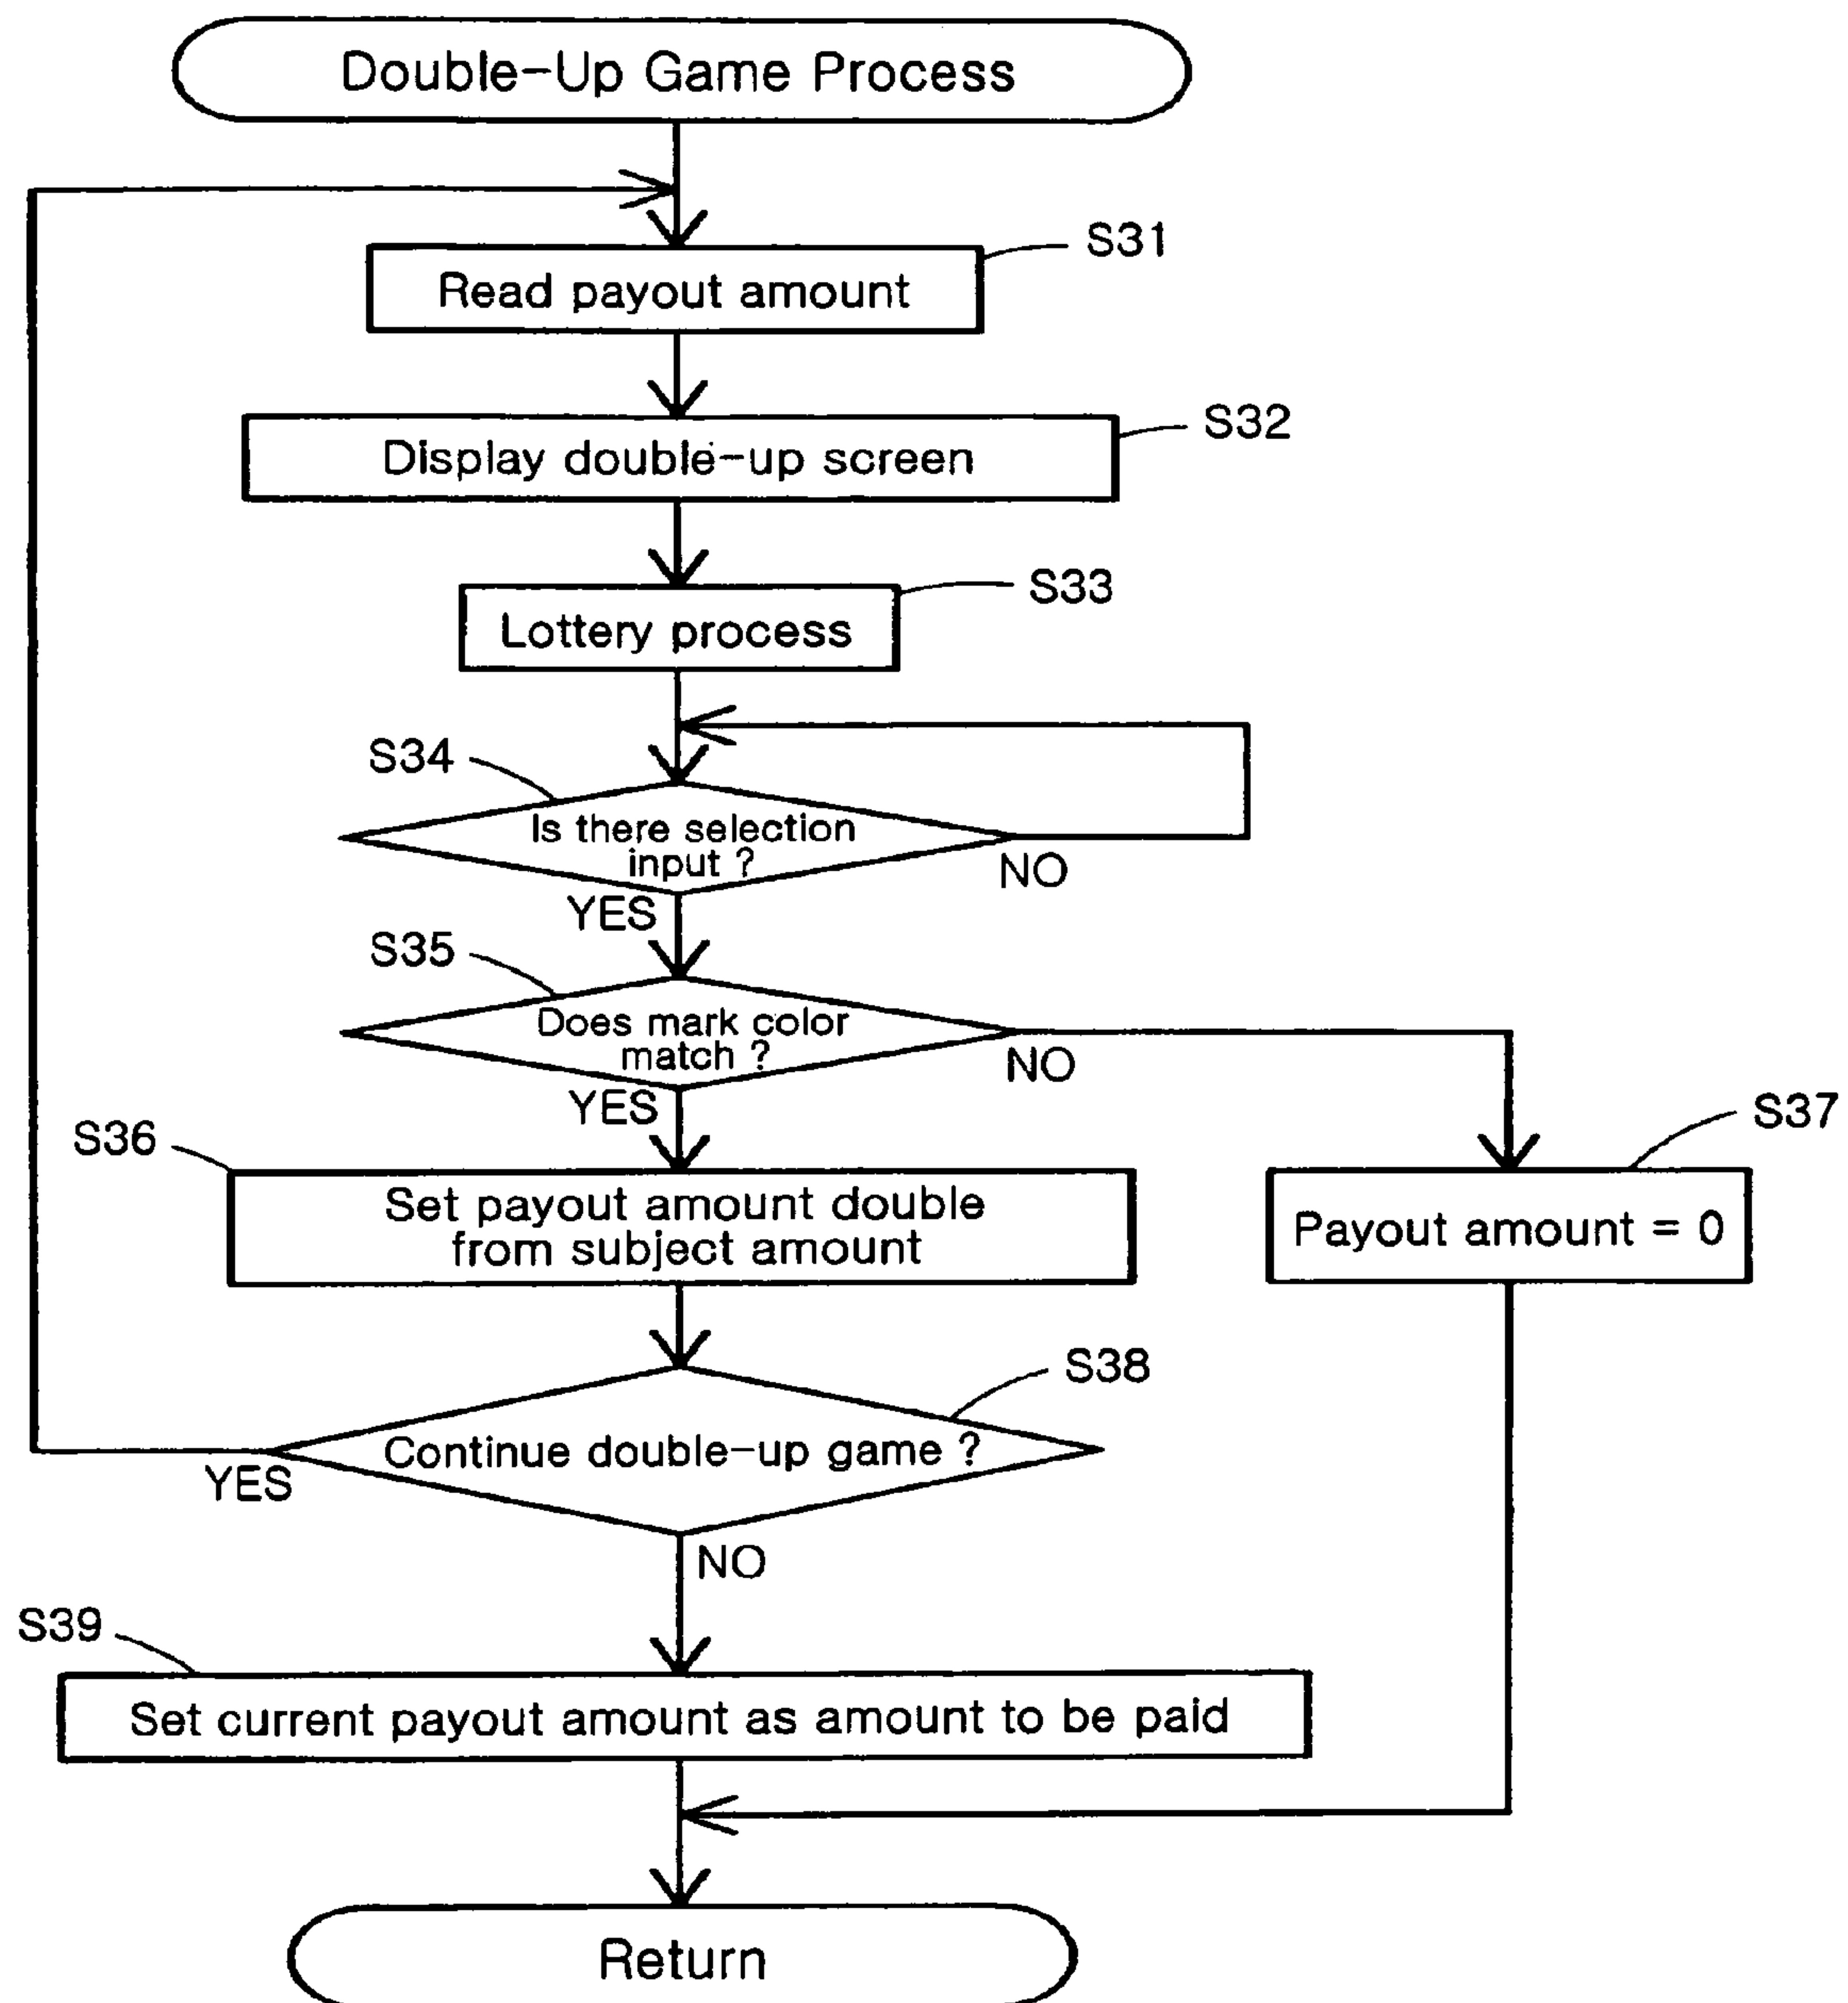 Double-Up Game Process
S31
Read payout amount
S32
Display double-up screen
S33
Lottery process
S34
Is there selection
input ?
NO
YES
S35
Does mark color
match ?
NO
YES
S36
Set payout amount double
from subject amount
S37
Payout amount = 0
S38
Continue double-up game ?
YES
NO
S39
Set current payout amount as amount to be paid
Return